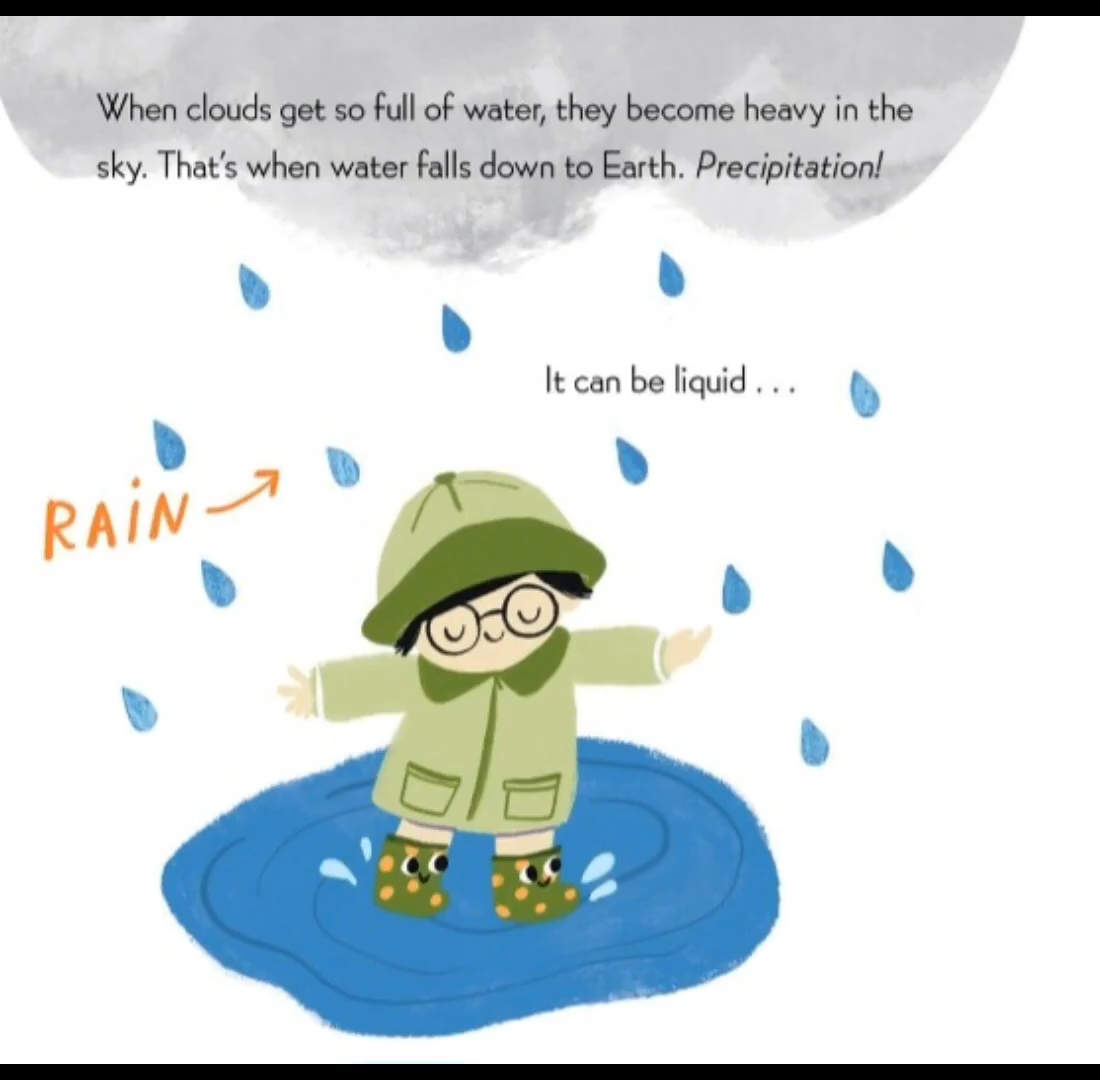 When clouds get so full of water, they become heavy in the
sky. That's when water falls down to Earth. Precipitation!
It can be liquid . . .
RAIN